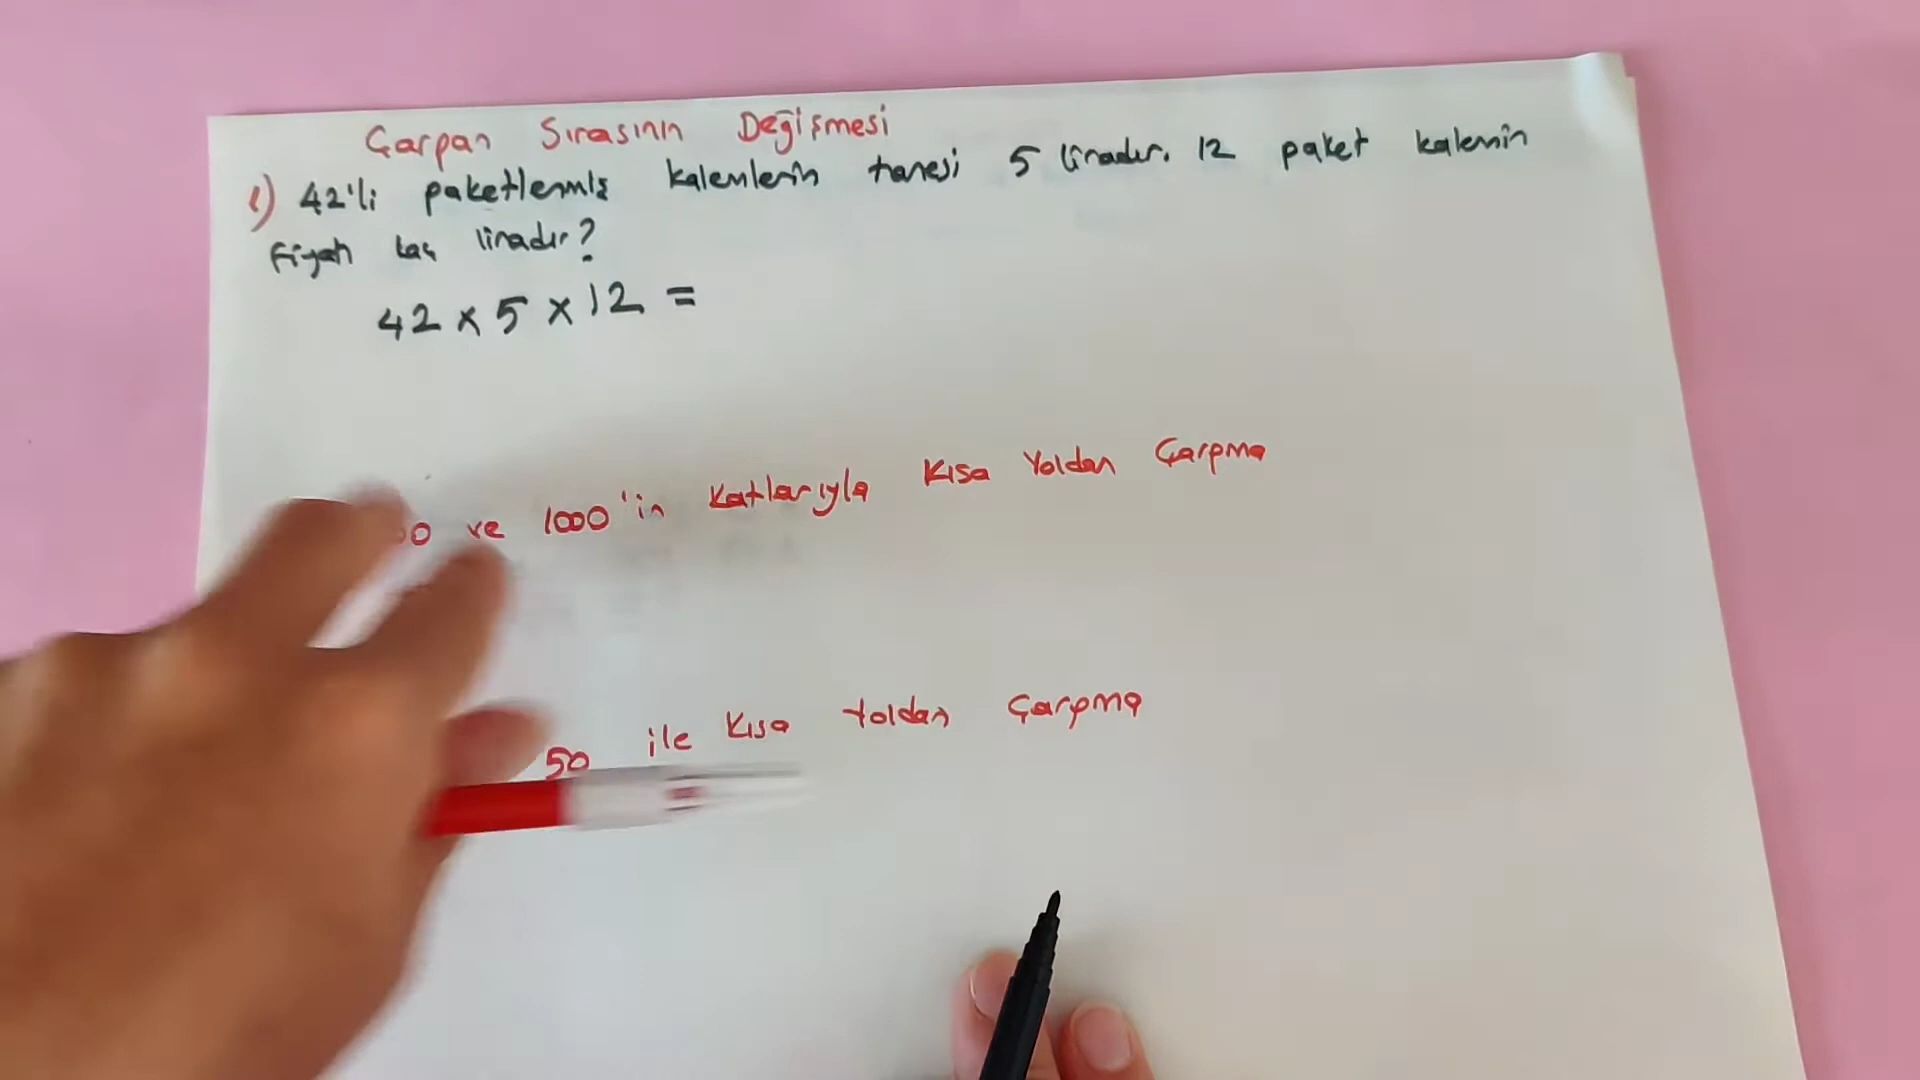 Çarpan Sırasının Değişmesi
1) 42'li paketlenmiş kalemlerin tanesi 5 liradır. 12 paket kalemin
fiyatı kaç liradır?
42 x 5 x 12 =
ve 1000'in Katlarıyla Kısa Yoldan Çarpma
50 ile Kısa Yoldan Çarpma